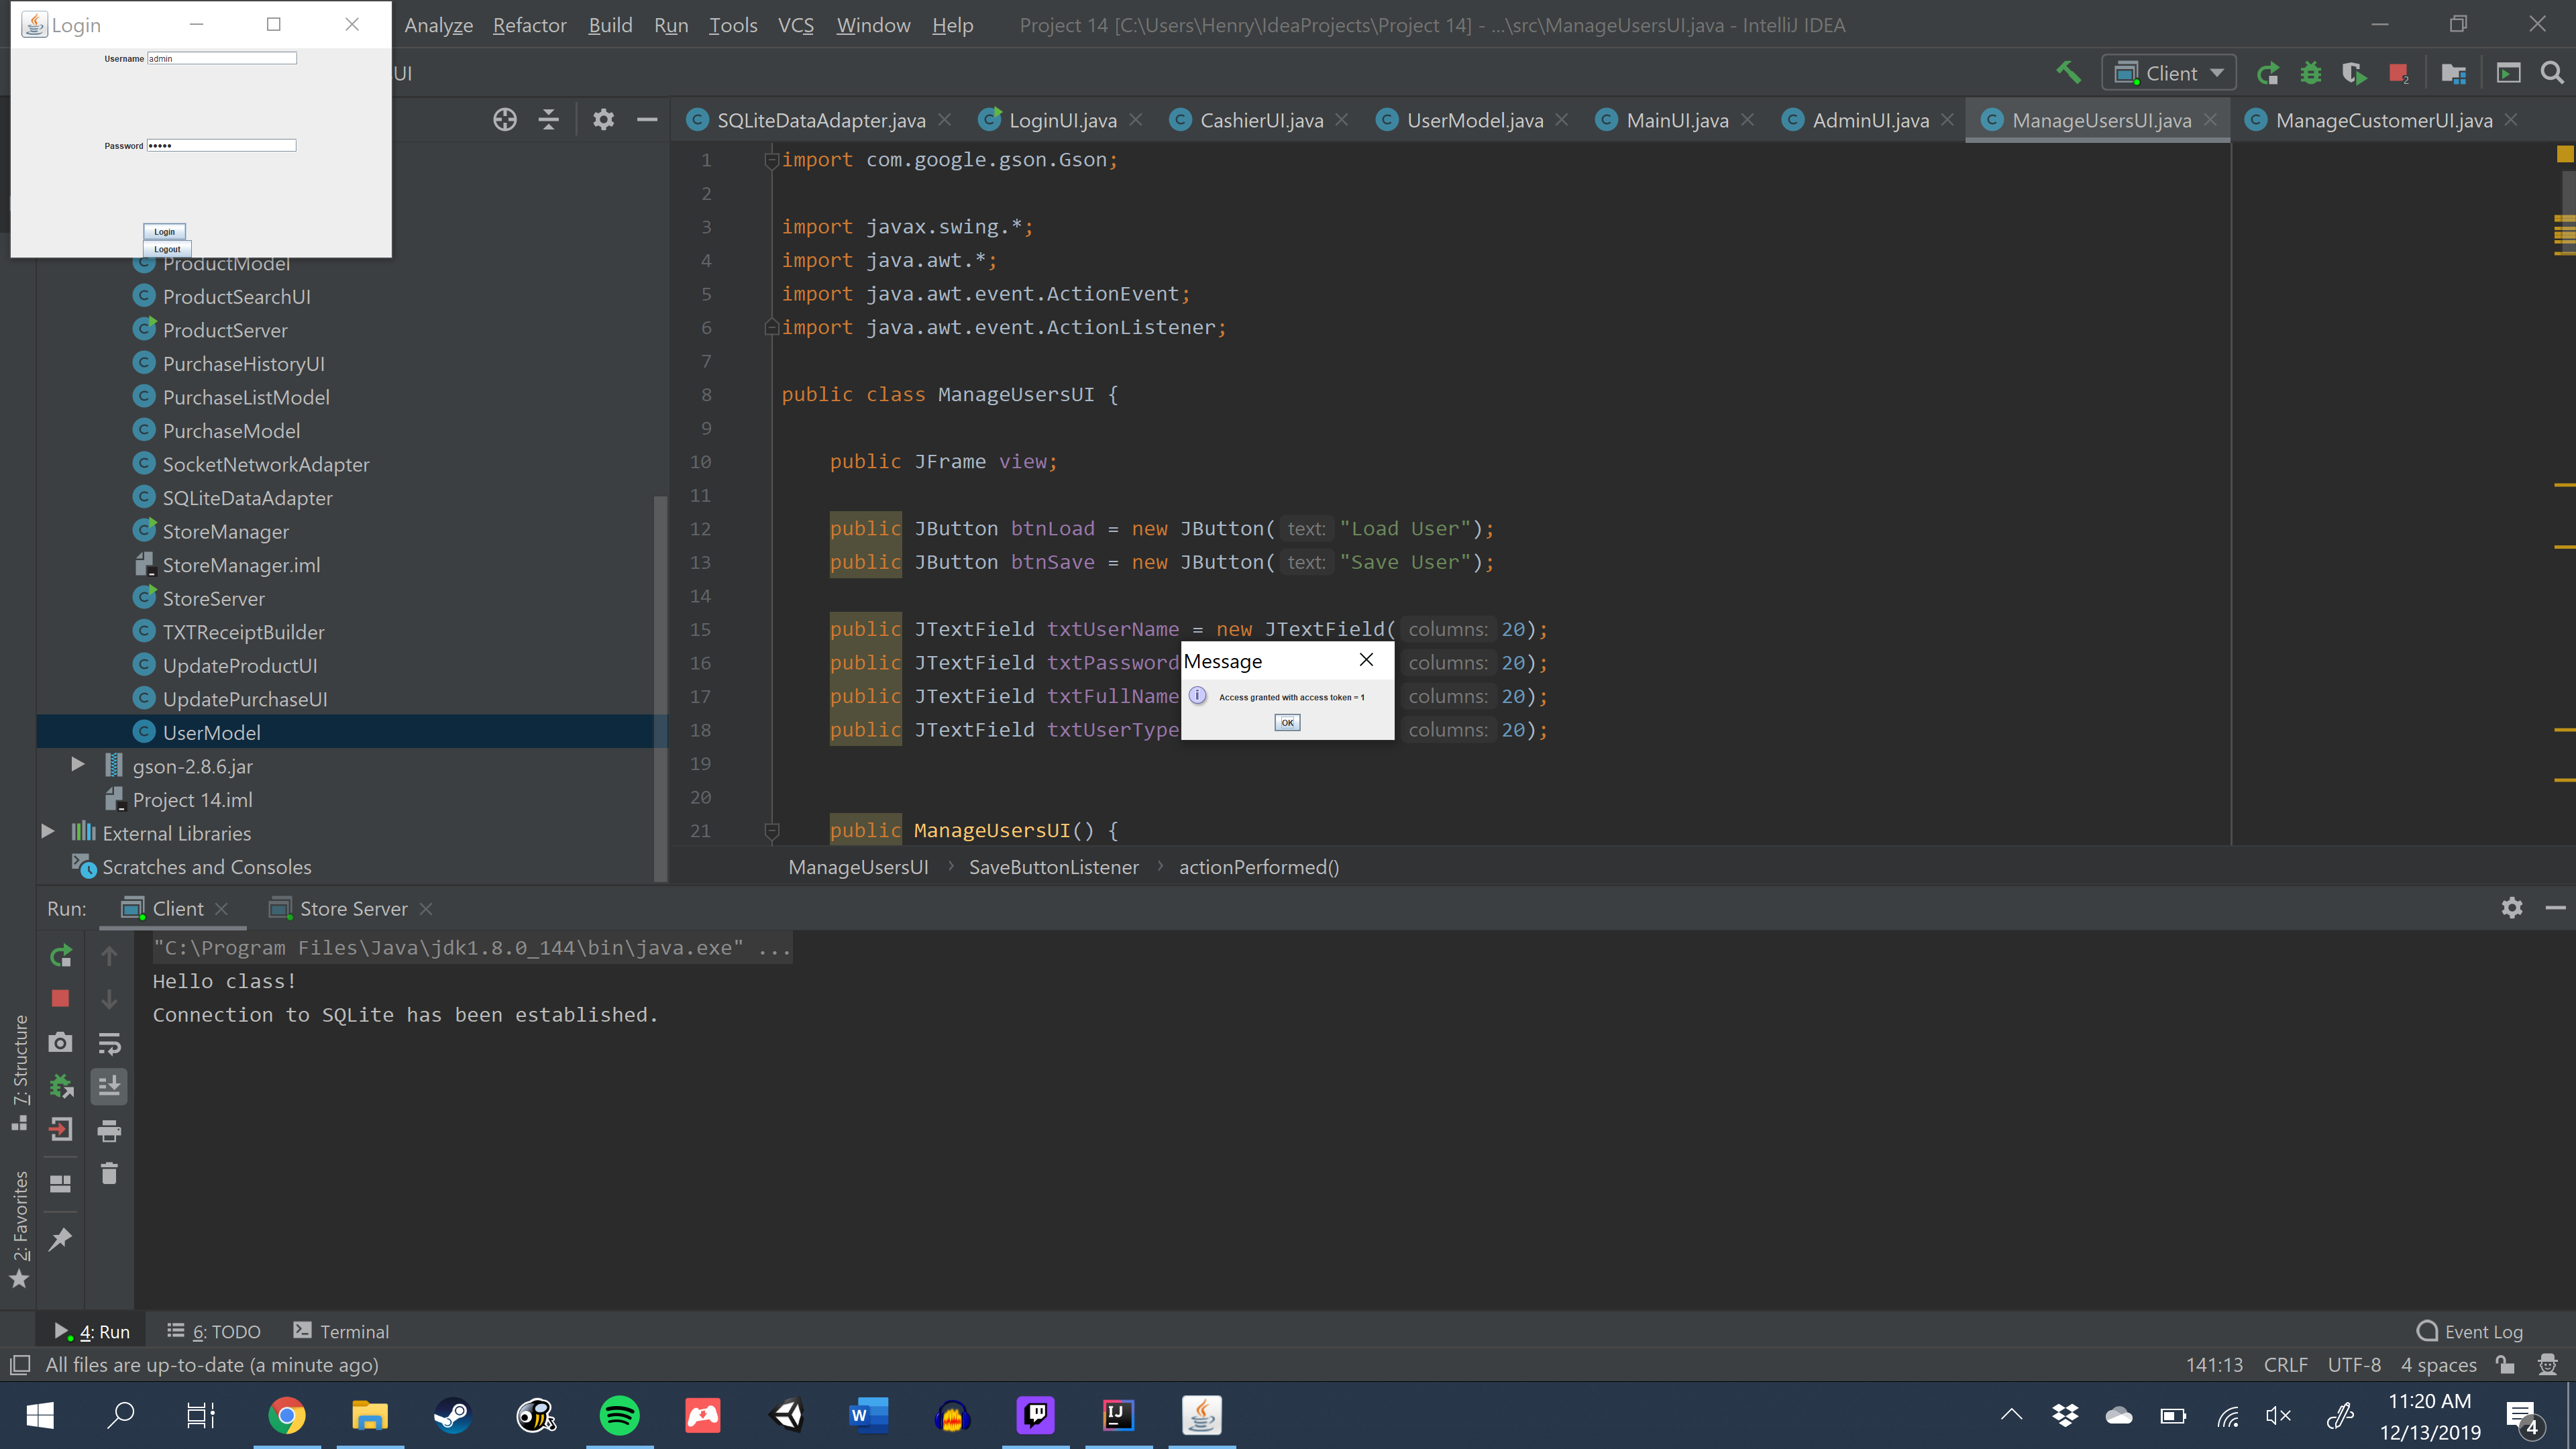 Login
Username admin
Password •••••
Login
Logout
Analyze Refactor Build Run Tools VCS Window Help Project 14 [C:\Users\Henry\IdeaProjects\Project 14] - ...\src\ManageUsersUI.java - IntelliJ IDEA
UI
Client
2
SQLiteDataAdapter.java LoginUI.java CashierUI.java UserModel.java MainUI.java AdminUI.java ManageUsersUI.java ManageCustomerUI.java
ProductModel
ProductSearchUI
ProductServer
PurchaseHistoryUI
PurchaseListModel
PurchaseModel
SocketNetworkAdapter
SQLiteDataAdapter
StoreManager
StoreManager.iml
StoreServer
TXTReceiptBuilder
UpdateProductUI
UpdatePurchaseUI
UserModel
gson-2.8.6.jar
Project 14.iml
External Libraries
Scratches and Consoles
1 import com.google.gson.Gson;
2
3 import javax.swing.*;
4 import java.awt.*;
5 import java.awt.event.ActionEvent;
6 import java.awt.event.ActionListener;
7
8 public class ManageUsersUI {
9
10 public JFrame view;
11
12 public JButton btnLoad = new JButton( text: "Load User");
13 public JButton btnSave = new JButton( text: "Save User");
14
15 public JTextField txtUserName = new JTextField( columns: 20);
16 public JTextField txtPassword columns: 20);
17 public JTextField txtFullName columns: 20);
18 public JTextField txtUserType columns: 20);
19
20
21 public ManageUsersUI() {
Message
Access granted with access token = 1
OK
ManageUsersUI SaveButtonListener actionPerformed()
Run: Client Store Server
"C:\Program Files\Java\jdk1.8.0_144\bin\java.exe" ...
Hello class!
Connection to SQLite has been established.
7: Structure
2: Favorites
4: Run 6: TODO Terminal Event Log
All files are up-to-date (a minute ago) 141:13 CRLF UTF-8 4 spaces
11:20 AM
12/13/2019
4